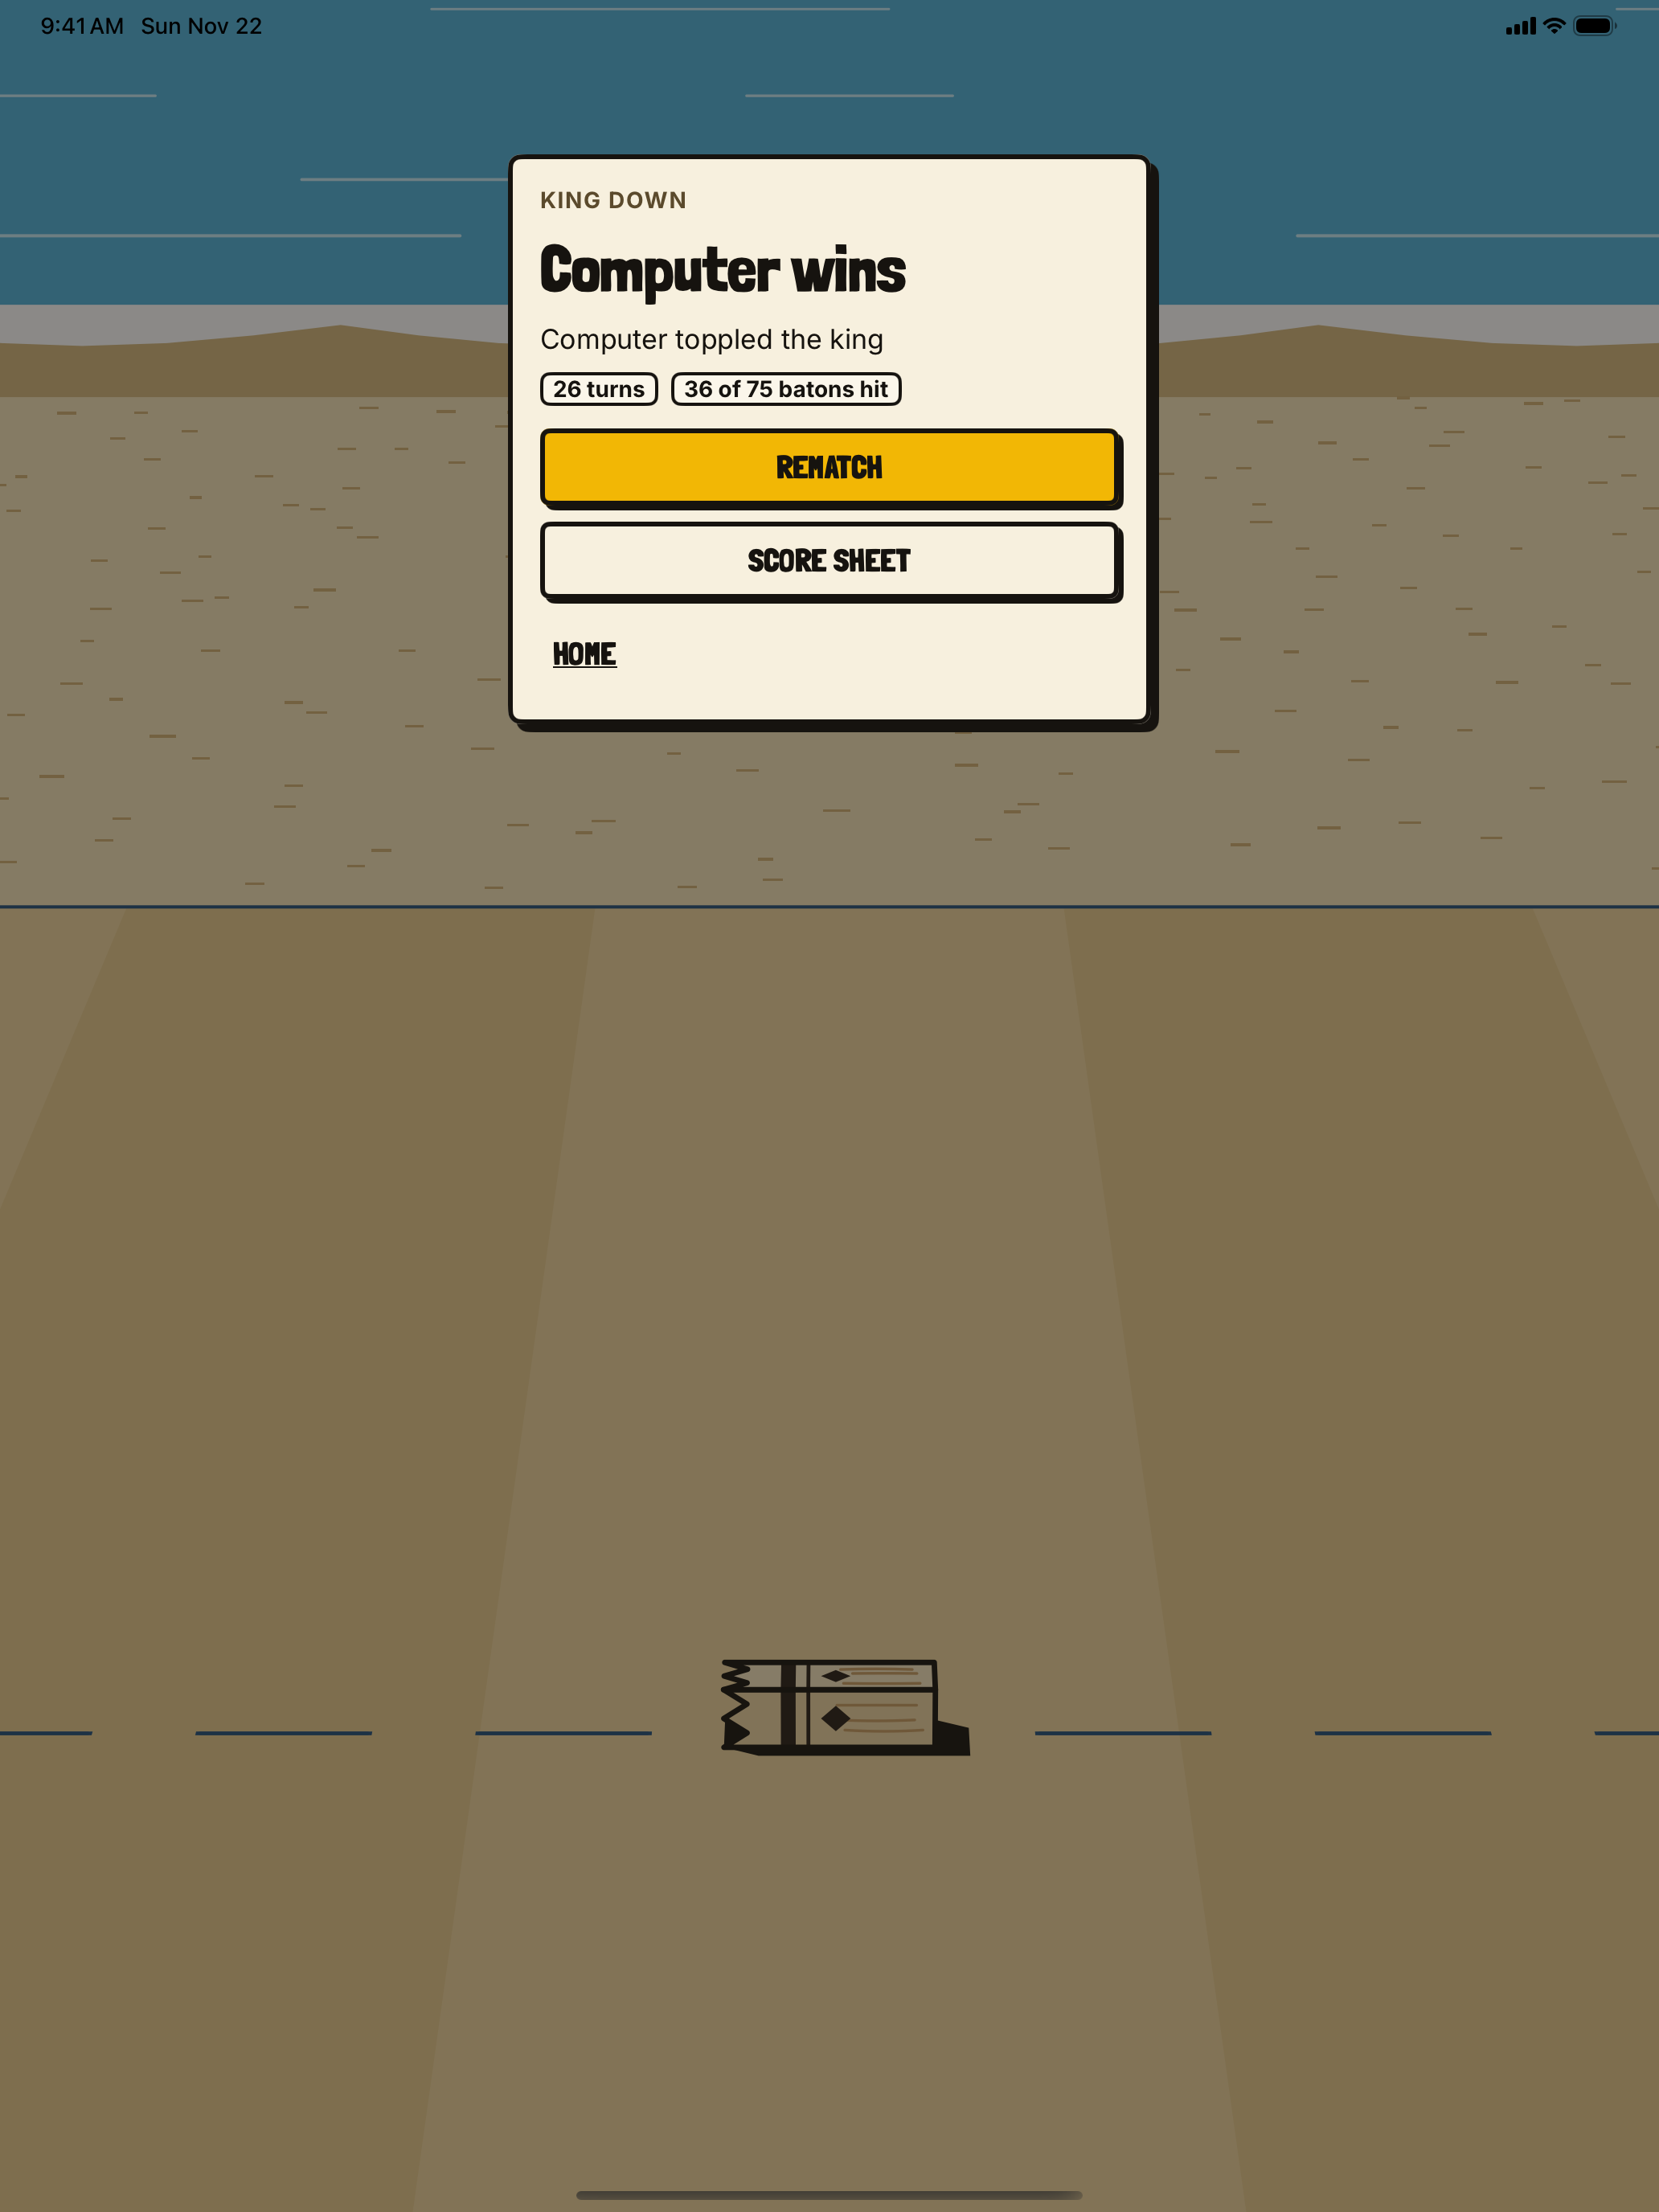 9:41 AM Sun Nov 22
KING DOWN
Computer wins
Computer toppled the king
26 turns 36 of 75 batons hit
REMATCH
SCORE SHEET
HOME